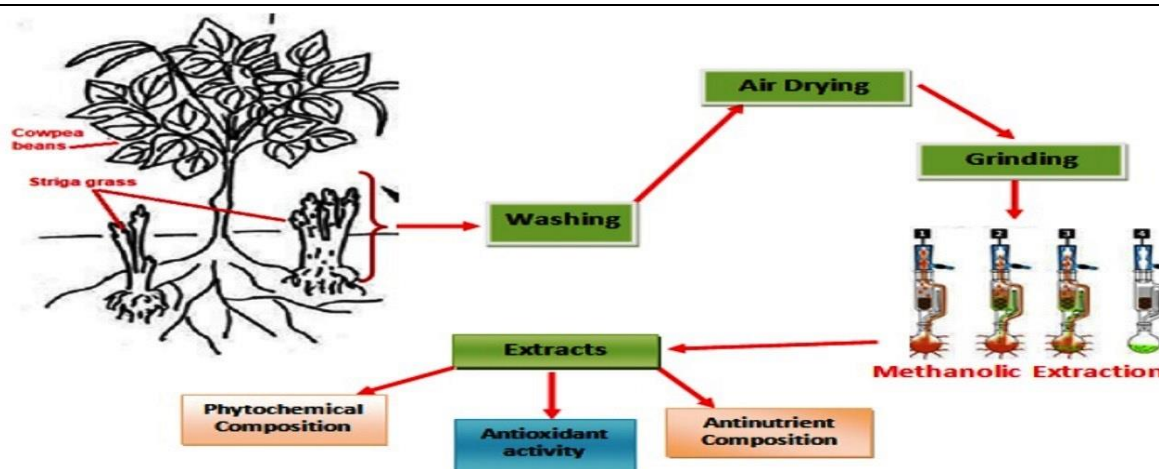 Cowpea
beans
Striga grass
Washing
Air Drying
Grinding
1 2 3 4
Methanolic Extraction
Extracts
Phytochemical
Composition
Antioxidant
activity
Antinutrient
Composition